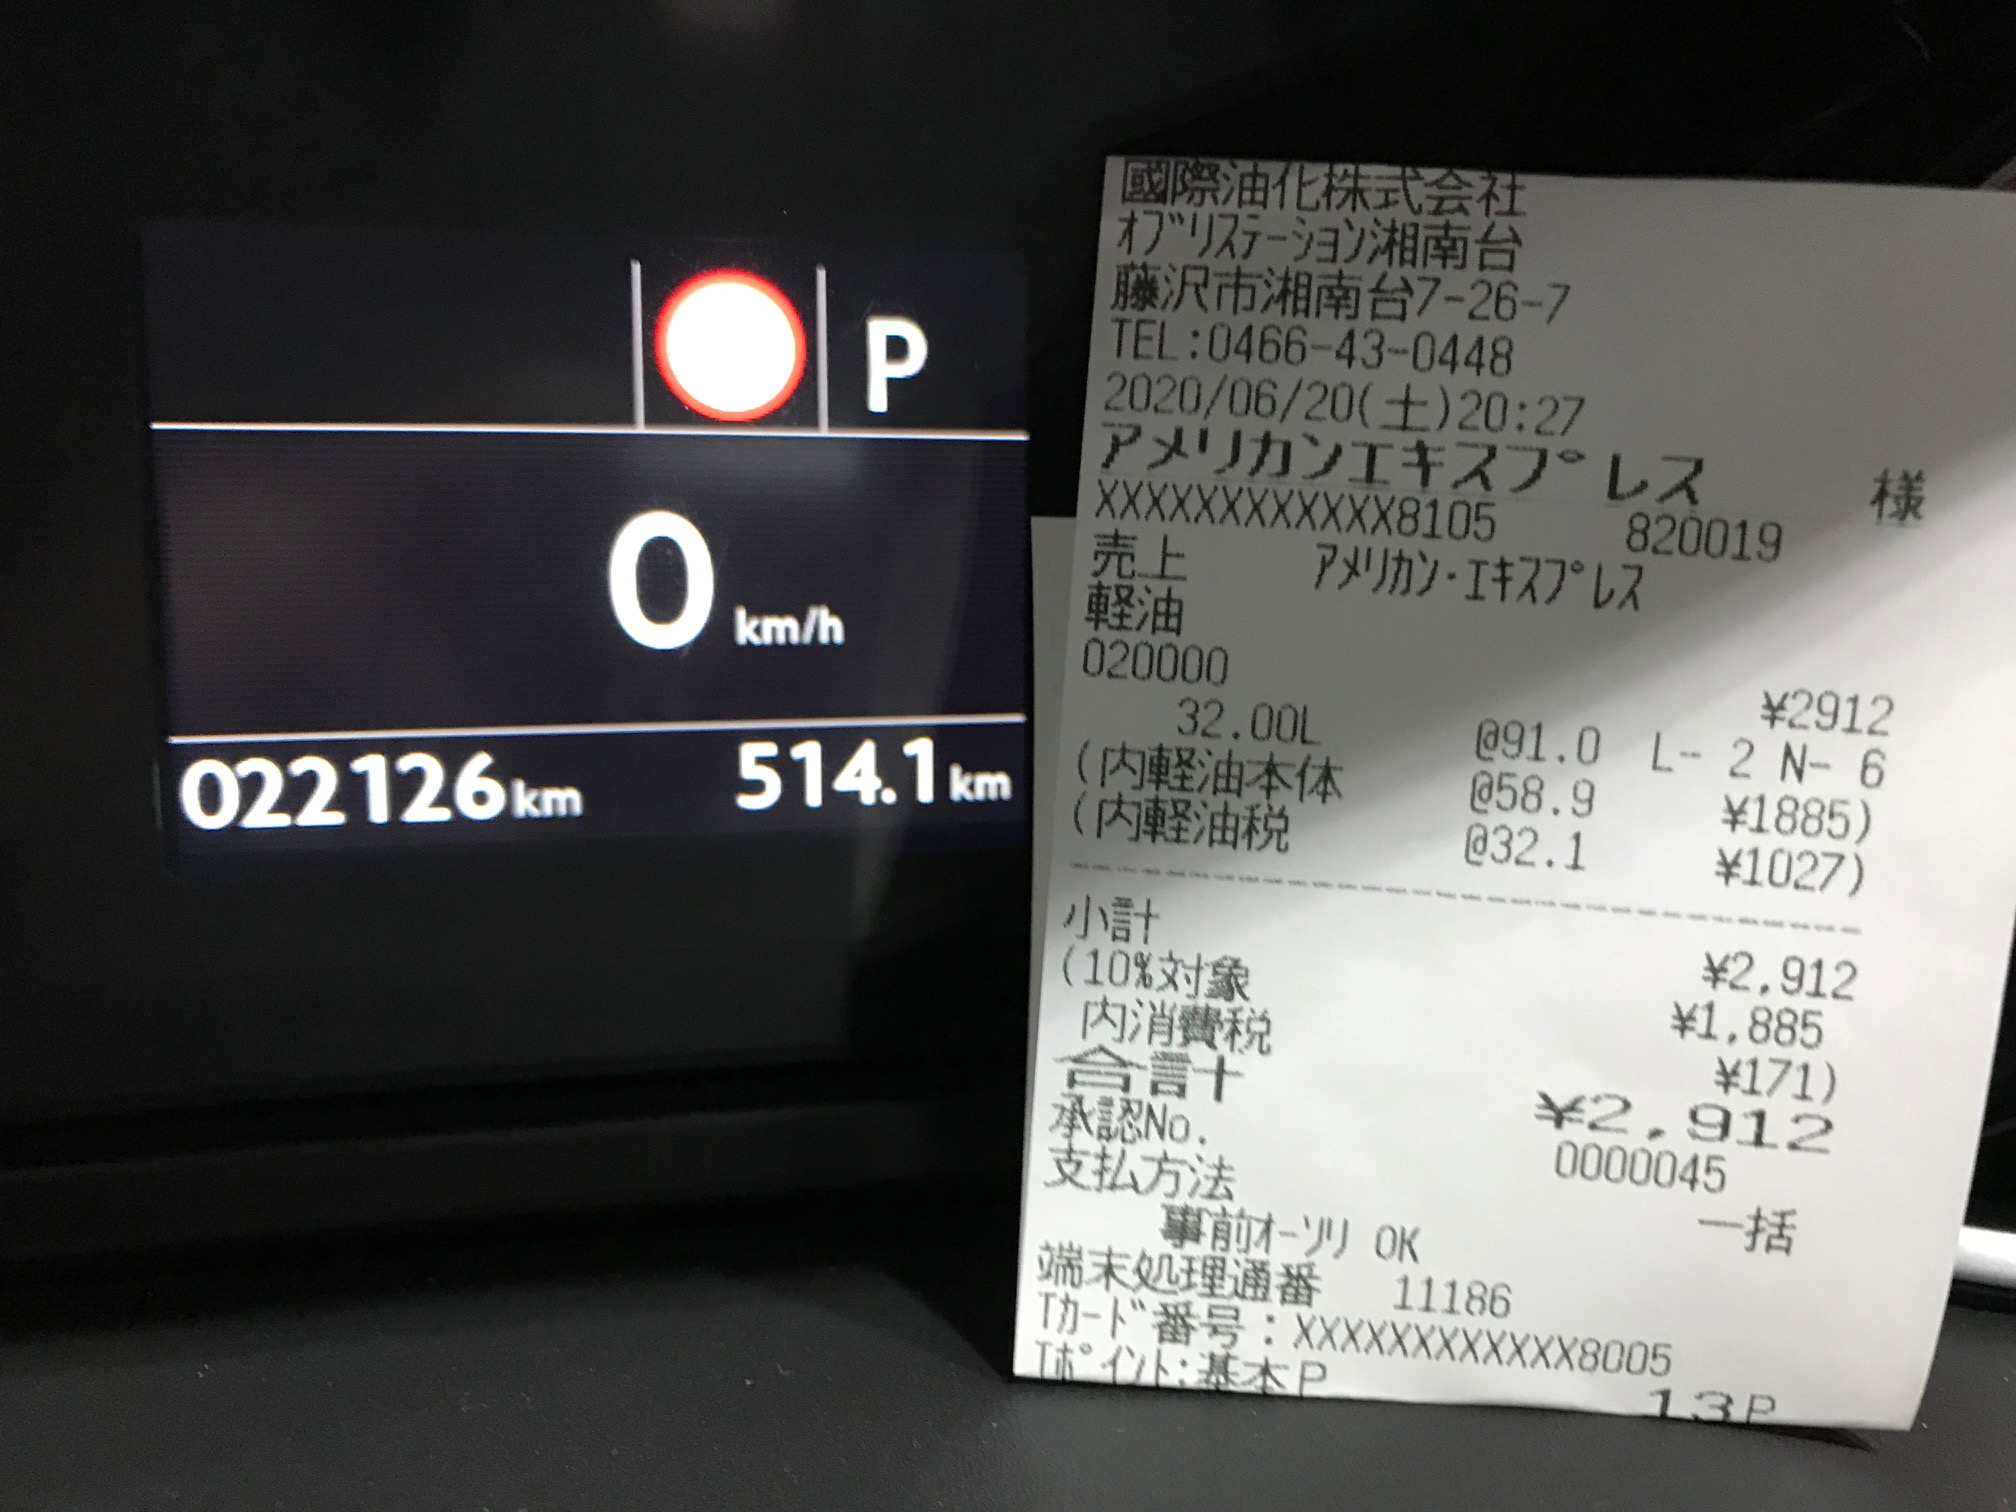 P
0 km/h
022126 km 514.1 km
國際油化株式会社
オブリステーション湘南台
藤沢市湘南台7-26-7
TEL:0466-43-0448
2020/06/20(土)20:27
アメリカンエキスプレス 様
XXXXXXXXXXXX8105 820019
売上 アメリカン・エキスプレス
軽油
020000 ¥2912
32.00L @91.0 L- 2 N- 6
(内軽油本体 @58.9 ¥1885)
(内軽油税 @32.1 ¥1027)
小計 ¥2,912
(10%対象 ¥1,885
内消費税 ¥171)
合計 ¥2,912
承認No. 0000045
支払方法 一括
事前オーソリ OK
端末処理通番 11186
Tカード番号:XXXXXXXXXXXX8005
Tポイント:基本P 13P